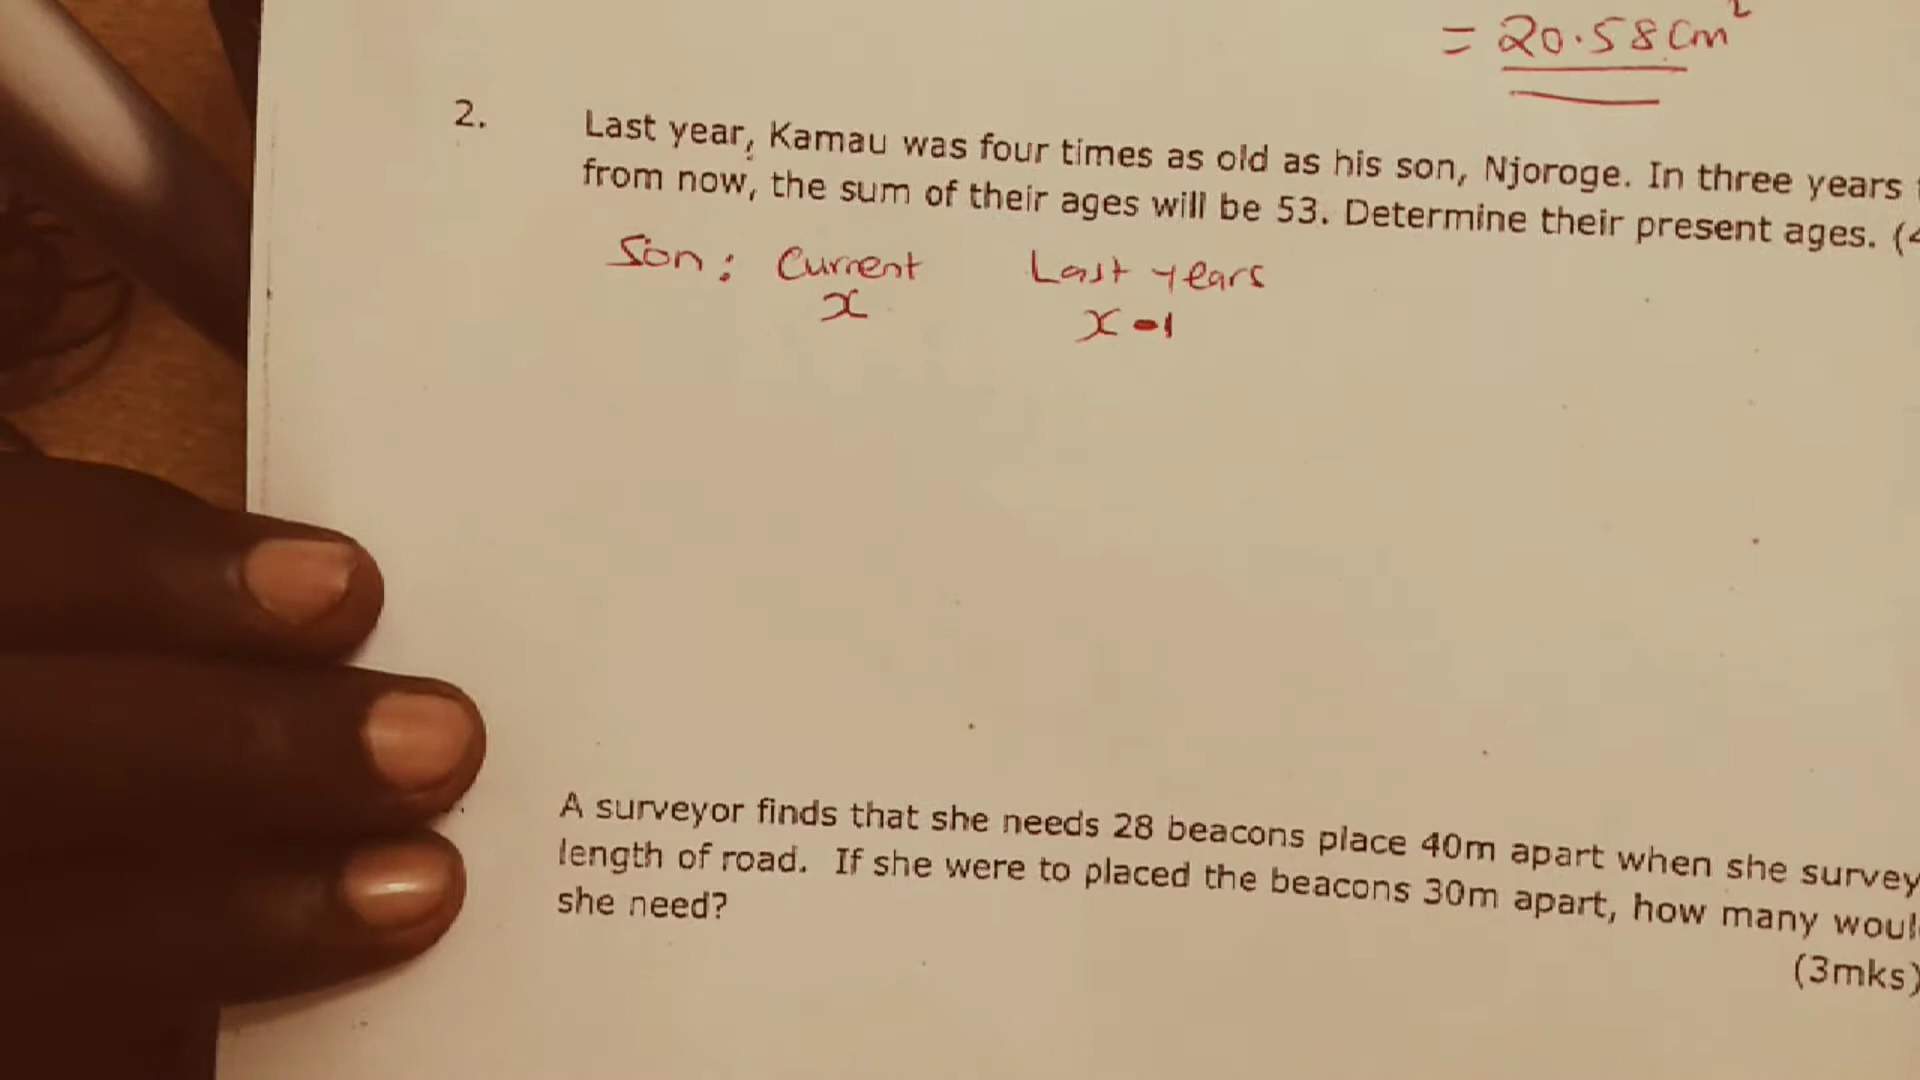 = 20.58cm²
2. Last year, Kamau was four times as old as his son, Njoroge. In three years
from now, the sum of their ages will be 53. Determine their present ages. (4
Son: Current Last years
x x-1
A surveyor finds that she needs 28 beacons place 40m apart when she survey
length of road. If she were to placed the beacons 30m apart, how many woul
she need?
(3mks)